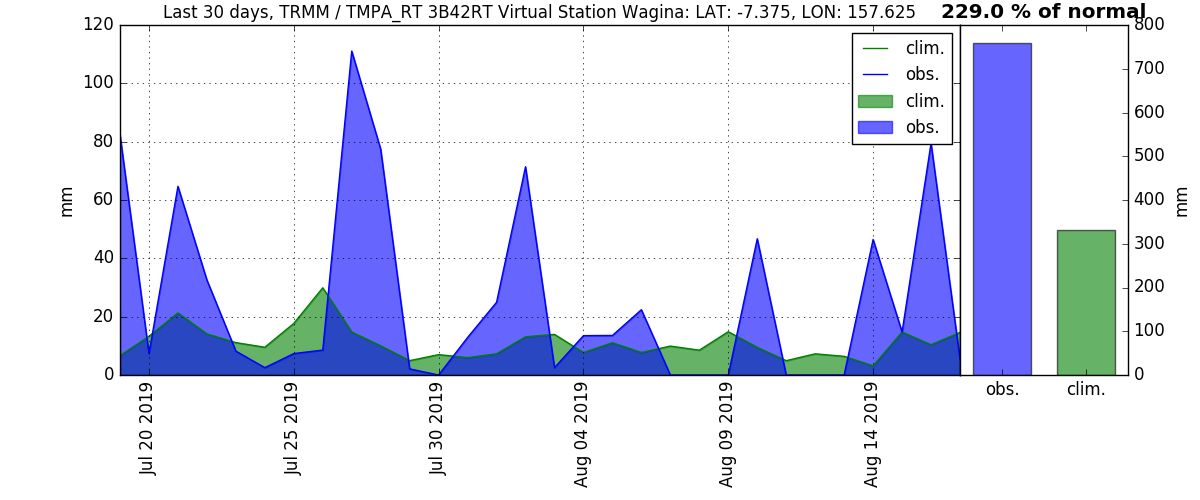 Last 30 days, TRMM / TMPA_RT 3B42RT Virtual Station Wagina: LAT: -7.375, LON: 157.625
229.0 % of normal
120
100
80
60
40
20
0
mm
clim.
obs.
clim.
obs.
Jul 20 2019
Jul 25 2019
Jul 30 2019
Aug 04 2019
Aug 09 2019
Aug 14 2019
800
700
600
500
400
300
200
100
0
mm
obs.
clim.